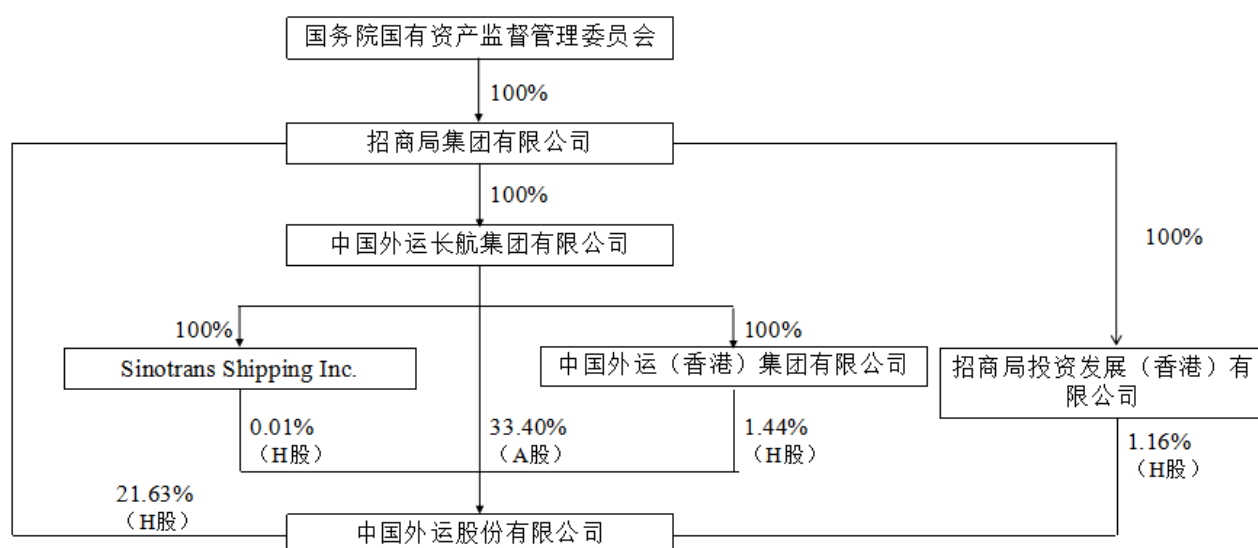 国务院国有资产监督管理委员会
100%
招商局集团有限公司
100%
中国外运长航集团有限公司
100%
100%
100%
Sinotrans Shipping Inc.
中国外运（香港）集团有限公司
招商局投资发展（香港）有
限公司
0.01%
（H股）
33.40%
（A股）
1.44%
（H股）
1.16%
（H股）
21.63%
（H股）
中国外运股份有限公司